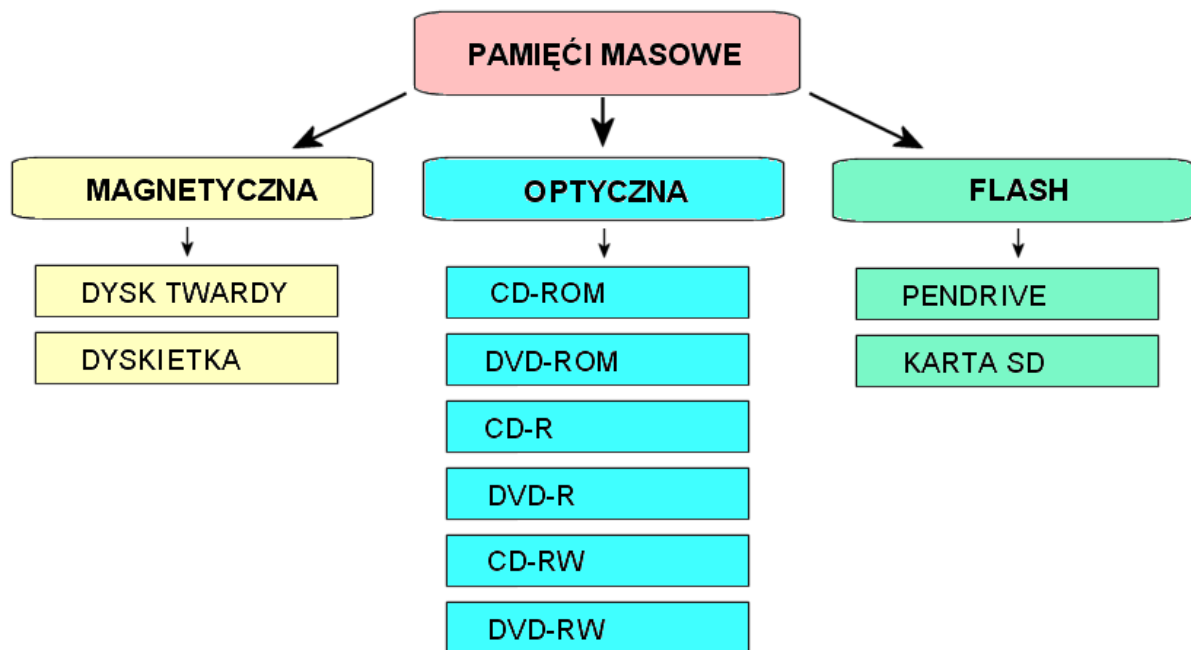 PAMIĘĆI MASOWE
MAGNETYCZNA
DYSK TWARDY
DYSKIETKA
OPTYCZNA
CD-ROM
DVD-ROM
CD-R
DVD-R
CD-RW
DVD-RW
FLASH
PENDRIVE
KARTA SD